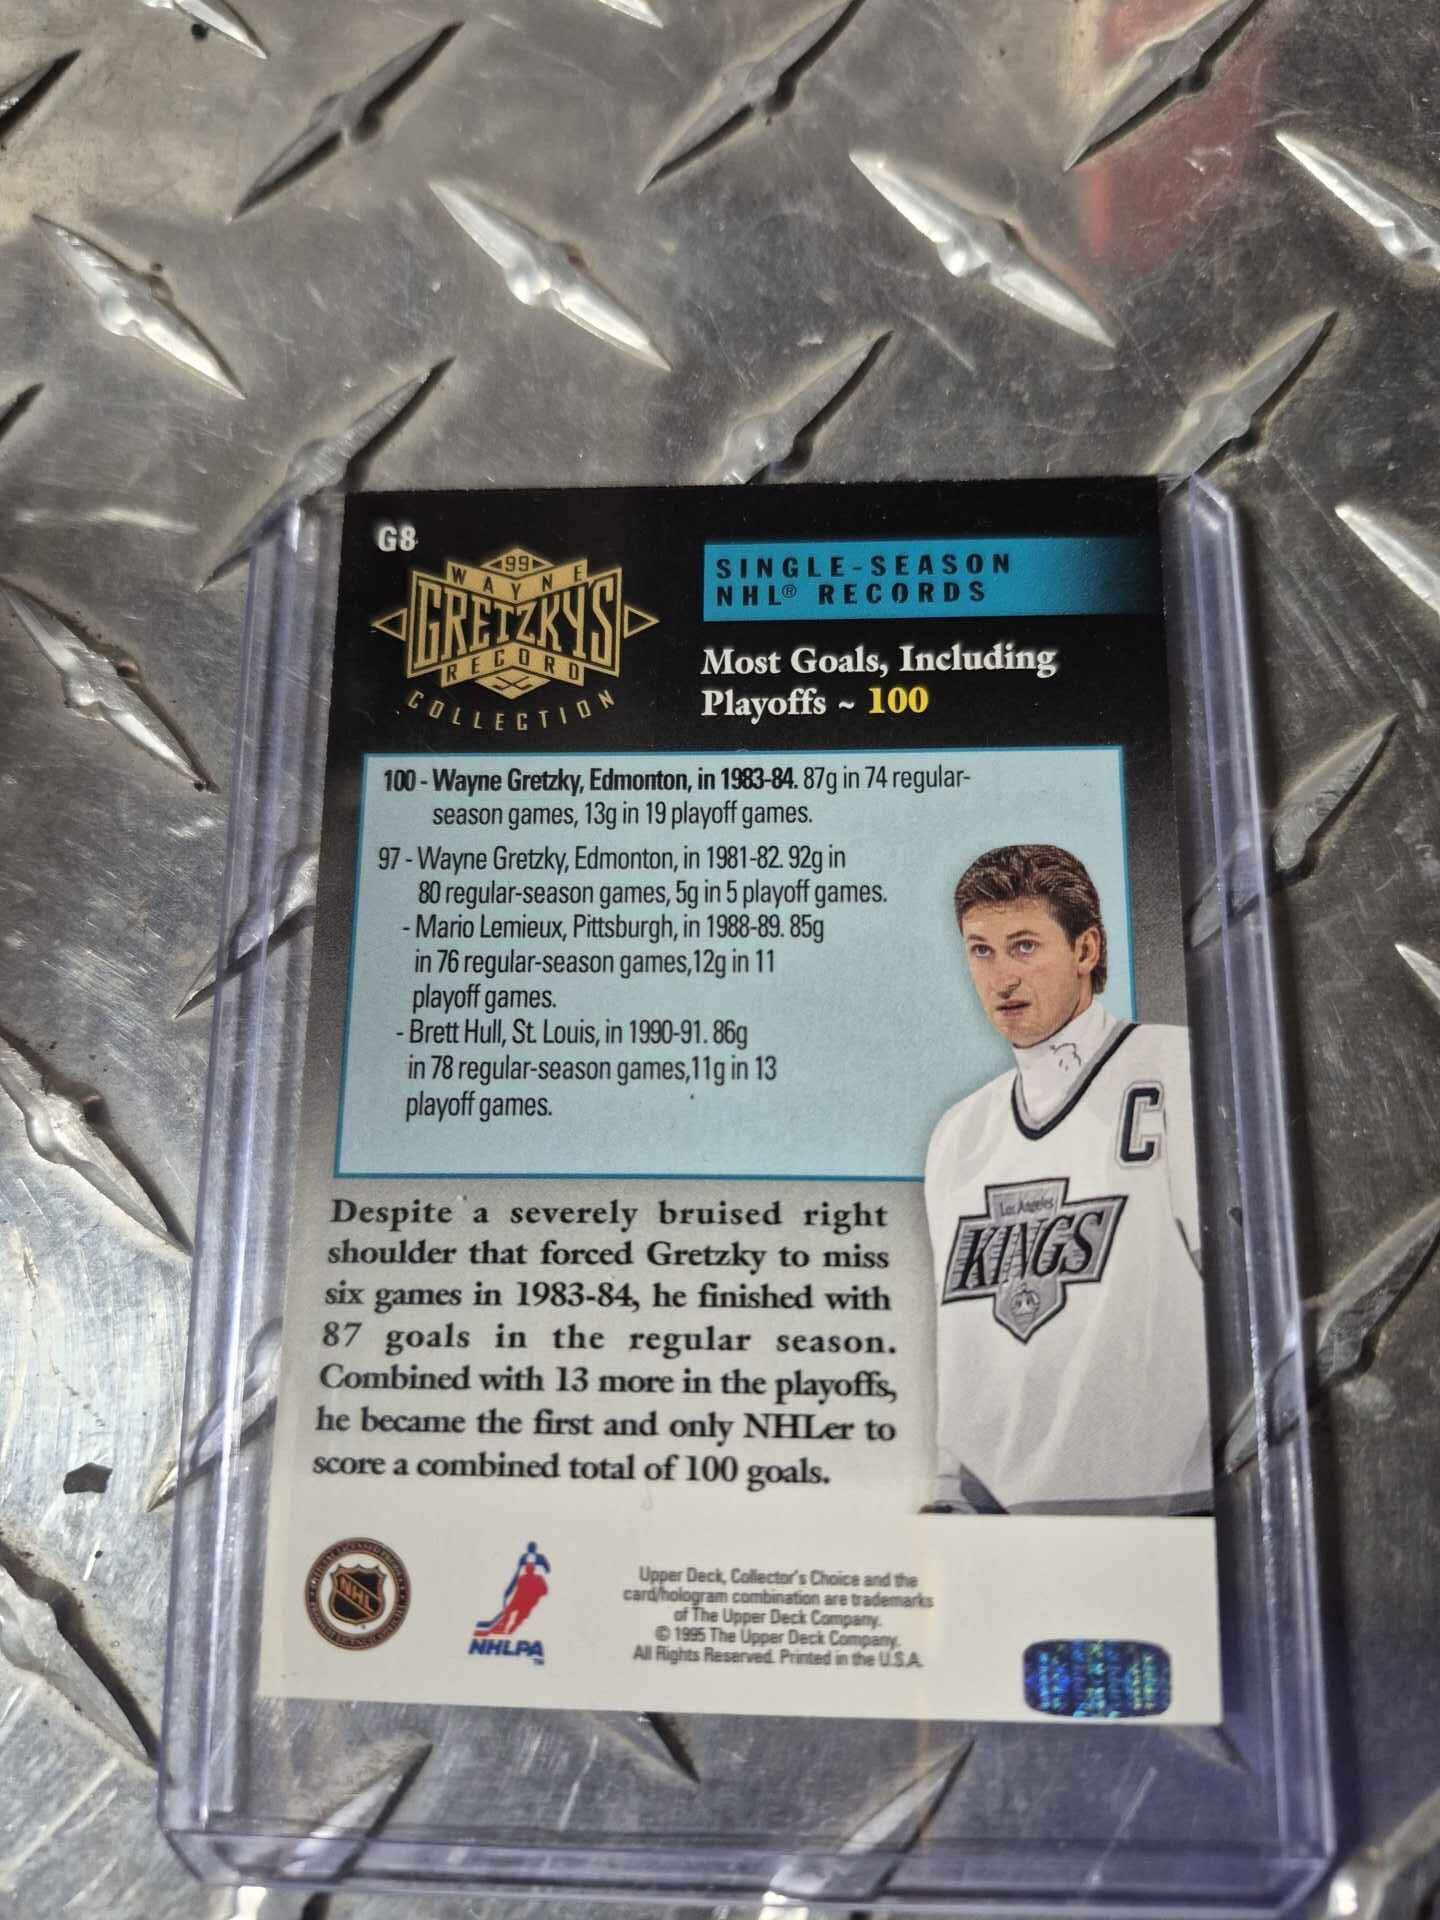 G8
99
WAYNE
GRETZKY'S
RECORD
COLLECTION
SINGLE-SEASON
NHL® RECORDS
Most Goals, Including
Playoffs ~ 100
100 - Wayne Gretzky, Edmonton, in 1983-84. 87g in 74 regular-
season games, 13g in 19 playoff games.
97 - Wayne Gretzky, Edmonton, in 1981-82. 92g in
80 regular-season games, 5g in 5 playoff games.
- Mario Lemieux, Pittsburgh, in 1988-89. 85g
in 76 regular-season games,12g in 11
playoff games.
- Brett Hull, St. Louis, in 1990-91. 86g
in 78 regular-season games,11g in 13
playoff games.
C
Los Angeles
KINGS
Despite a severely bruised right
shoulder that forced Gretzky to miss
six games in 1983-84, he finished with
87 goals in the regular season.
Combined with 13 more in the playoffs,
he became the first and only NHLer to
score a combined total of 100 goals.
NHL
NHLPA
TM
Upper Deck, Collector's Choice and the
card/hologram combination are trademarks
of The Upper Deck Company.
© 1995 The Upper Deck Company.
All Rights Reserved. Printed in the U.S.A.